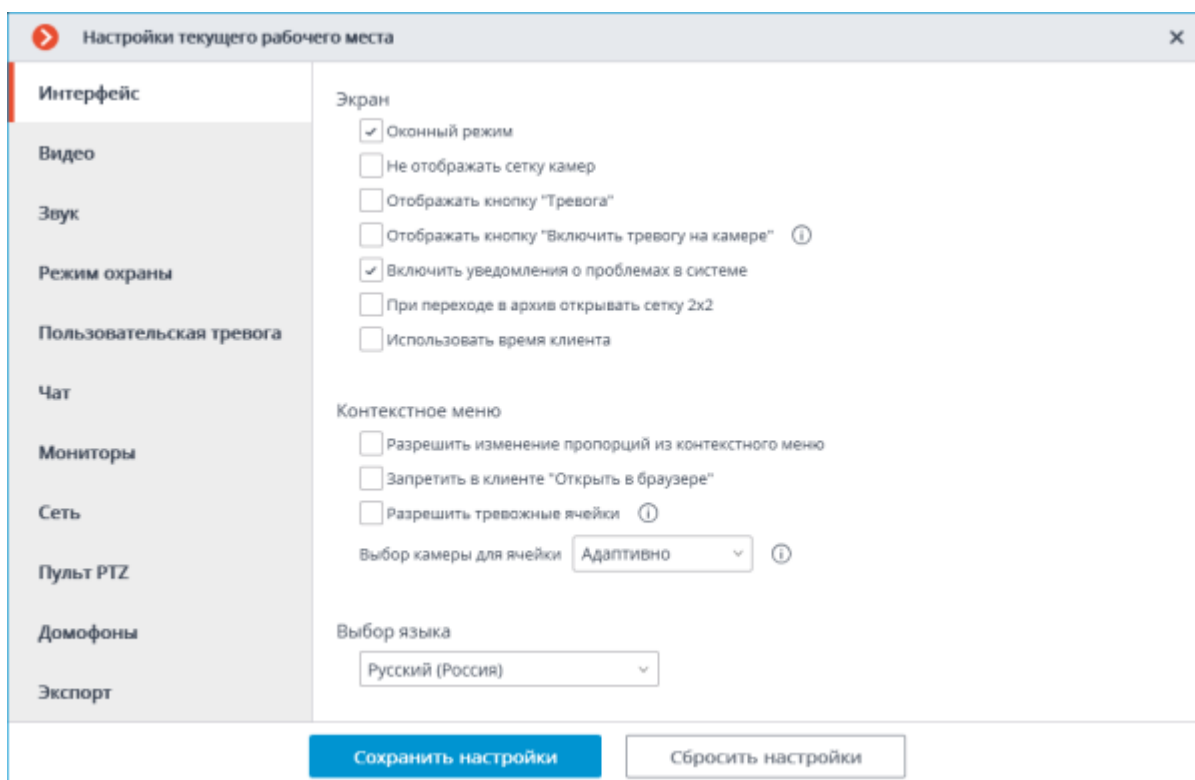 Настройки текущего рабочего места
Интерфейс
Видео
Звук
Режим охраны
Пользовательская тревога
Чат
Мониторы
Сеть
Пульт PTZ
Домофоны
Экспорт
Экран
Оконный режим
Не отображать сетку камер
Отображать кнопку "Тревога"
Отображать кнопку "Включить тревогу на камере"
Включить уведомления о проблемах в системе
При переходе в архив открывать сетку 2x2
Использовать время клиента
Контекстное меню
Разрешить изменение пропорций из контекстного меню
Запретить в клиенте "Открыть в браузере"
Разрешить тревожные ячейки
Выбор камеры для ячейки Адаптивно
Выбор языка
Русский (Россия)
Сохранить настройки Сбросить настройки